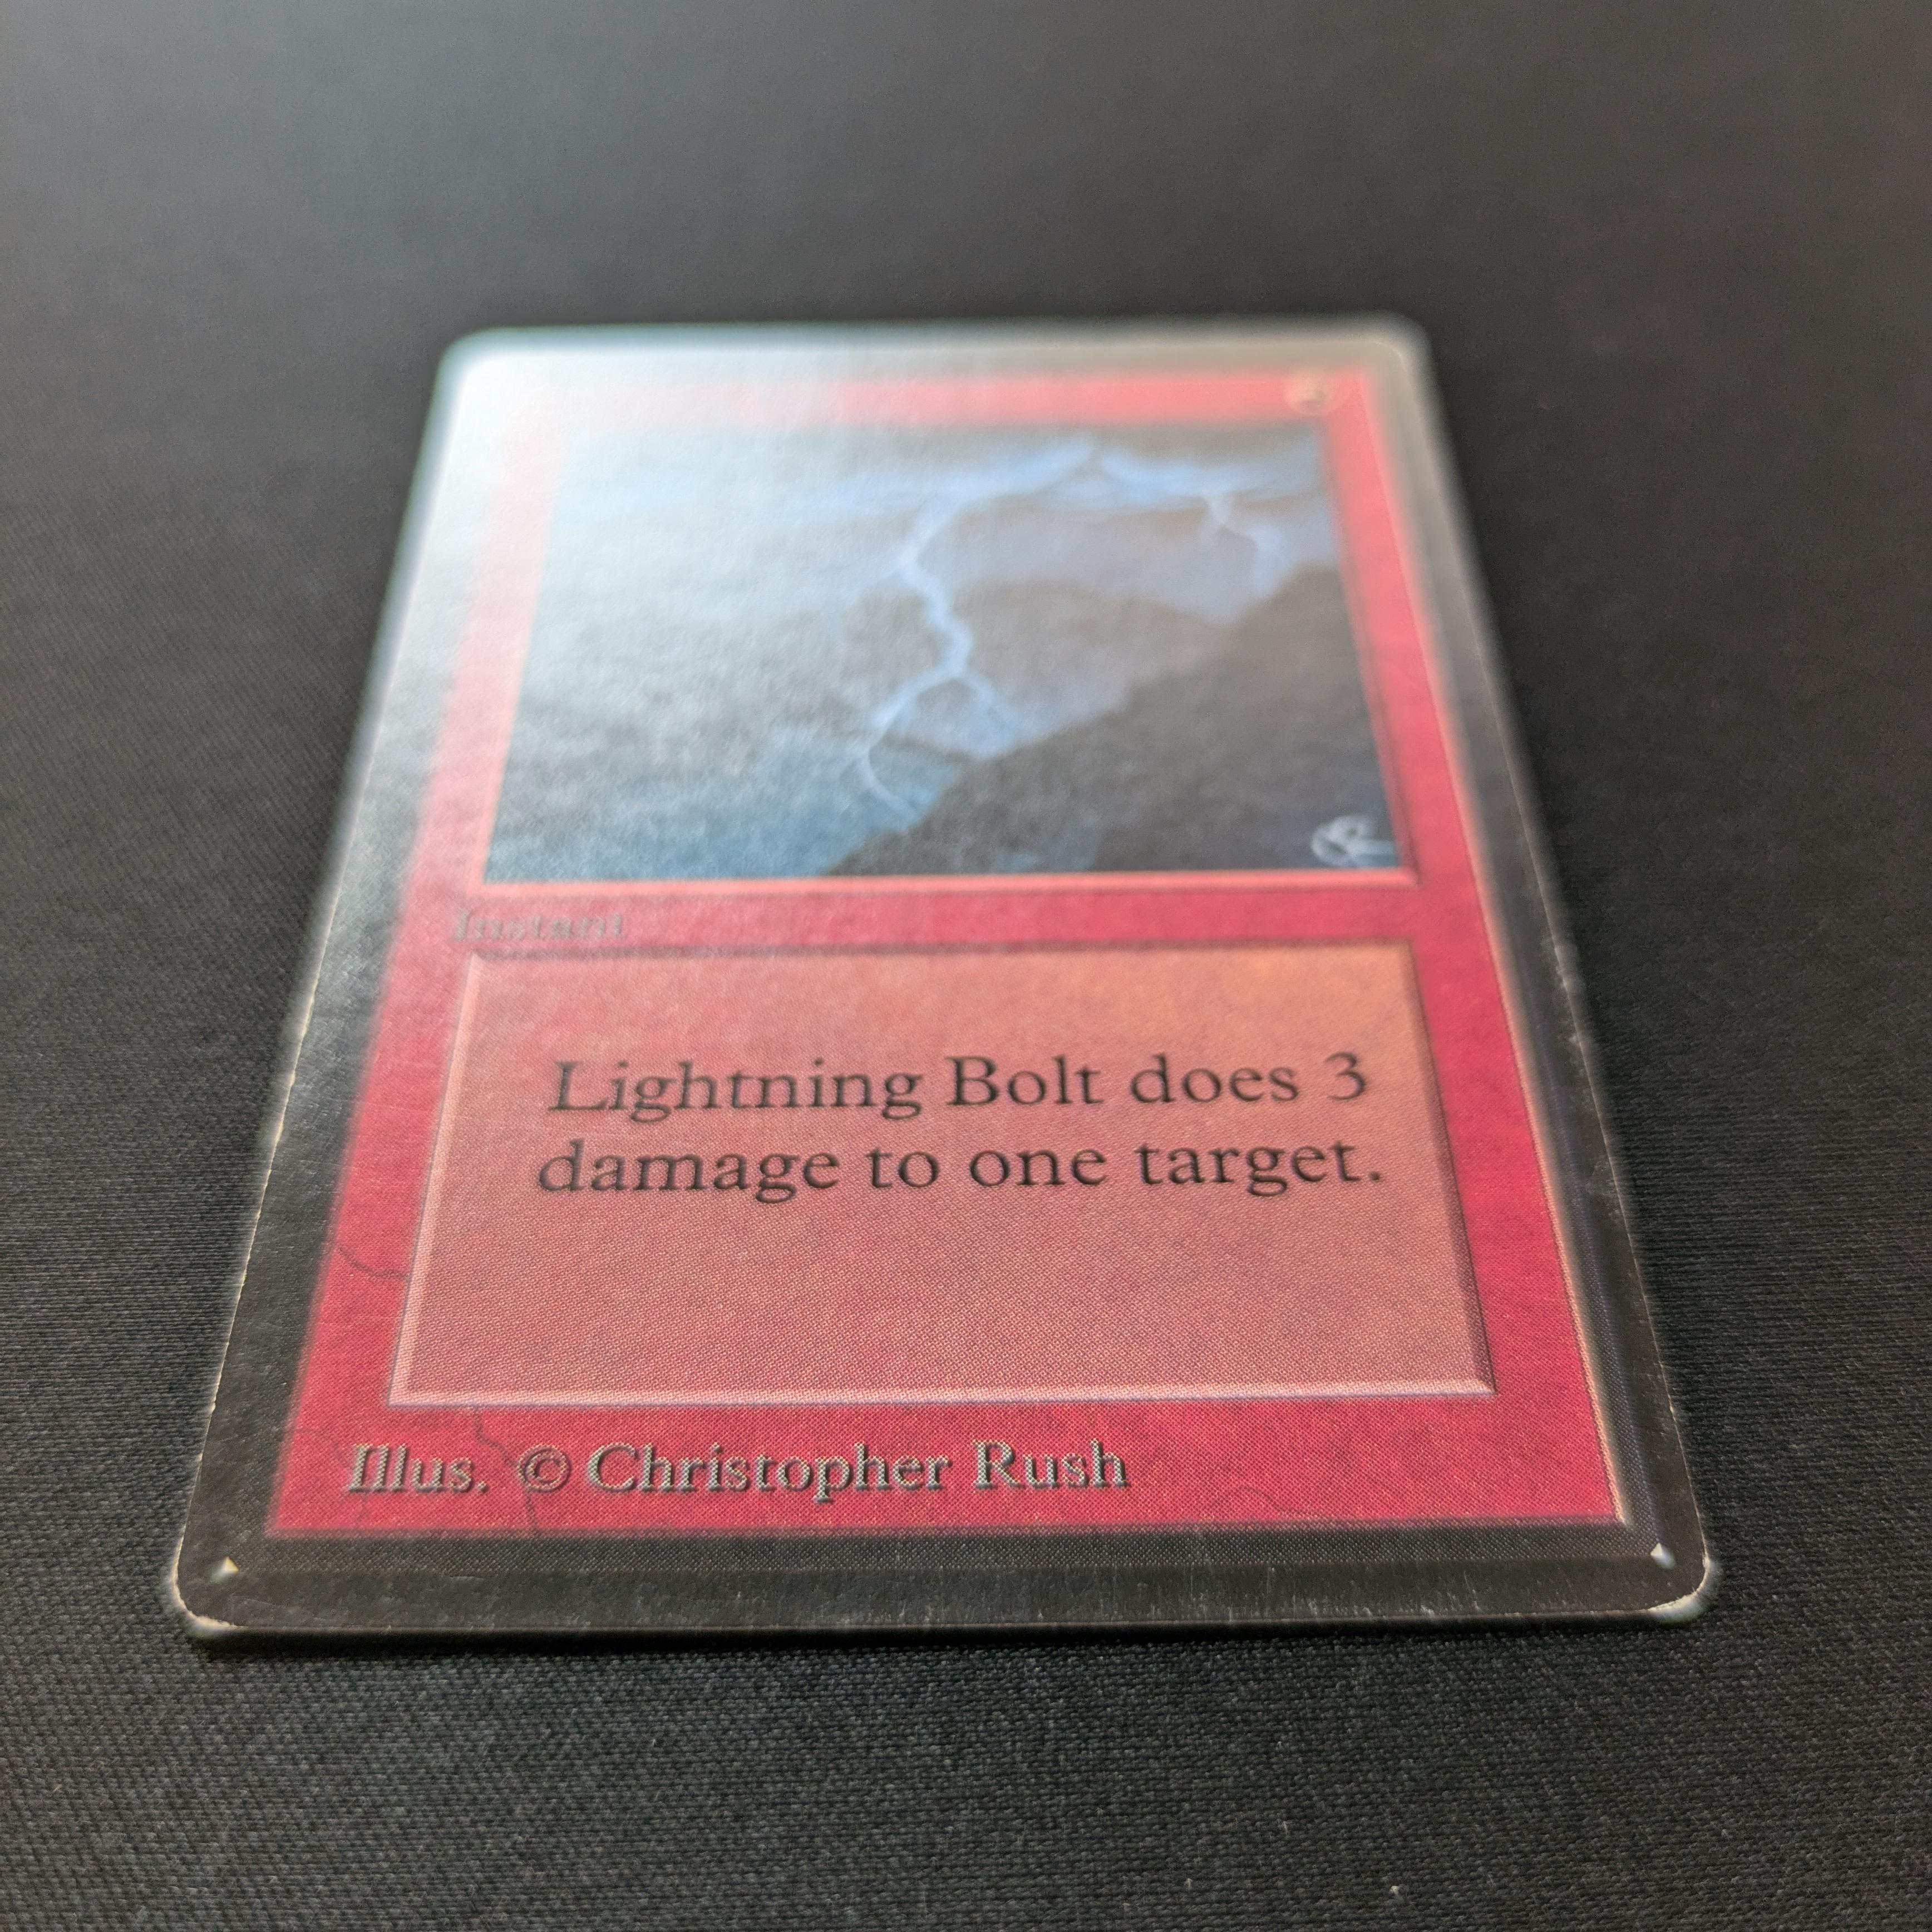 Instant
Lightning Bolt does 3
damage to one target.
Illus. © Christopher Rush